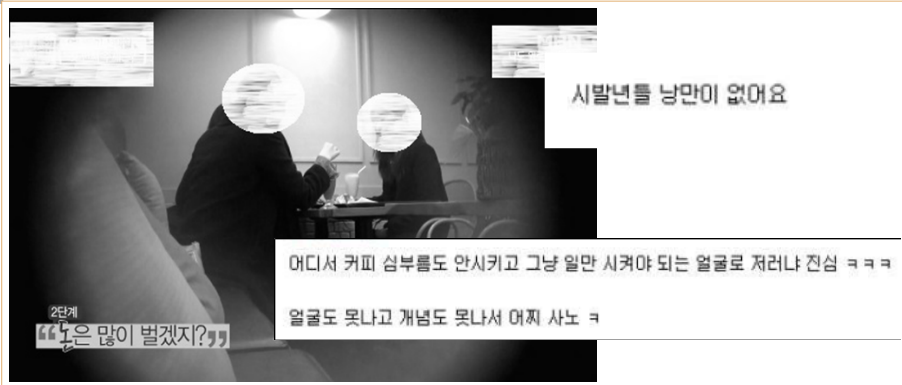 시발년들 낭만이 없어요
어디서 커피 심부름도 안시키고 그냥 일만 시켜야 되는 얼굴로 저러냐 진심 ㅋㅋㅋ
얼굴도 못나고 개념도 못나서 어찌 사노 ㅋ
2단계
“돈은 많이 벌겠지?”